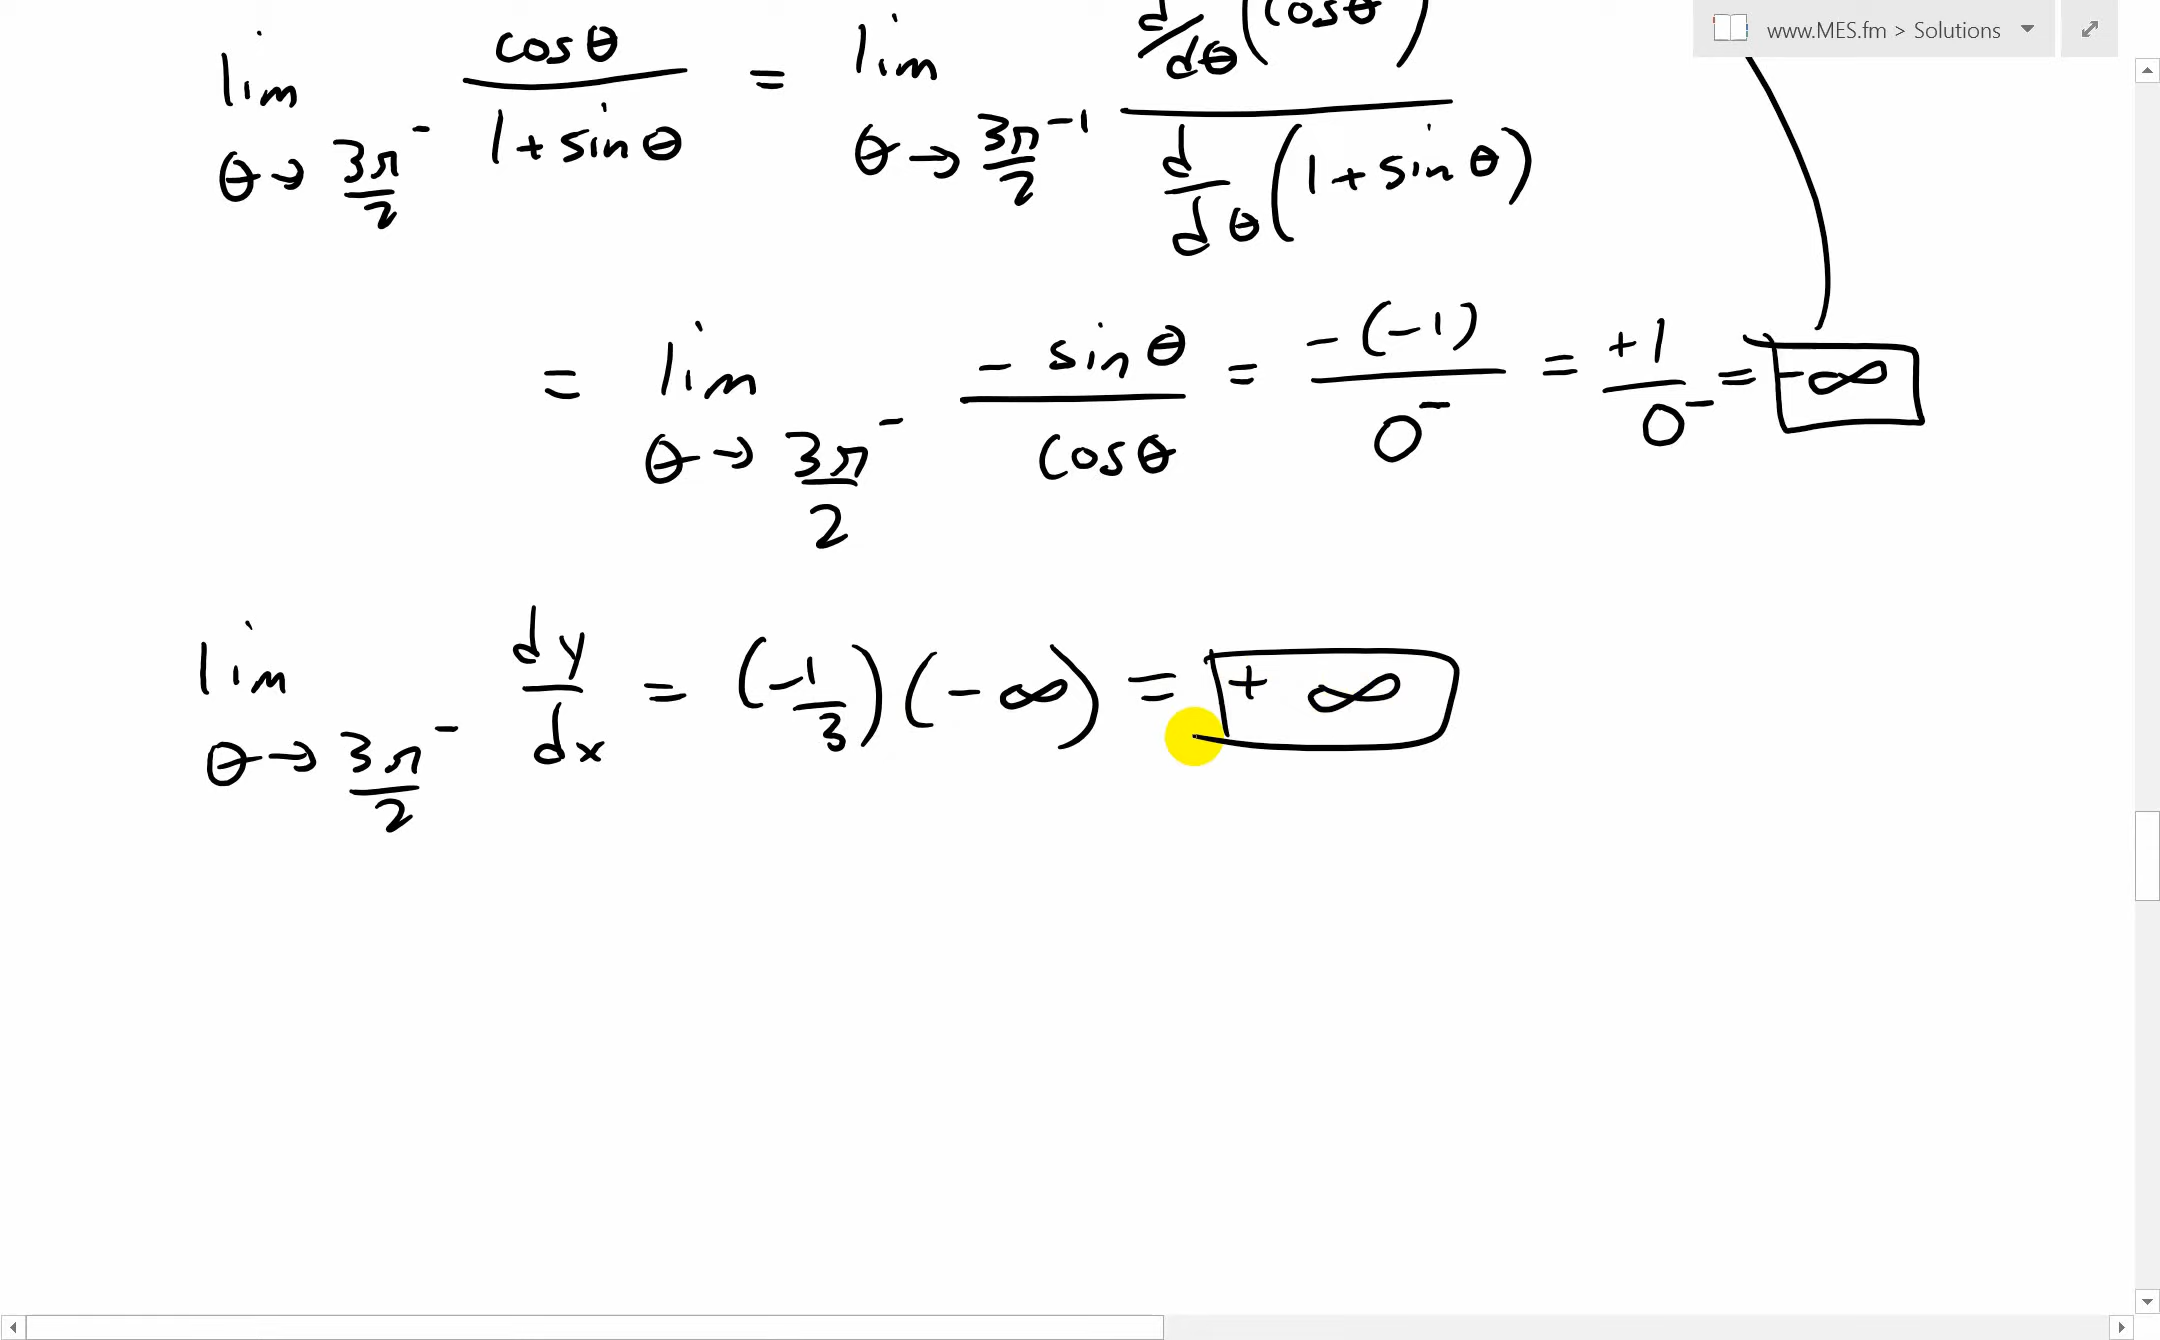 www.MES.fm > Solutions
lim θ→3π/2⁻ cosθ/(1+sinθ) = lim θ→3π/2⁻¹ d/dθ(cosθ) / d/dθ(1+sinθ)
= lim θ→3π/2⁻ -sinθ/cosθ = -(-1)/0⁻ = +1/0⁻ = -∞
lim θ→3π/2⁻ dy/dx = (-1/3)(-∞) = +∞